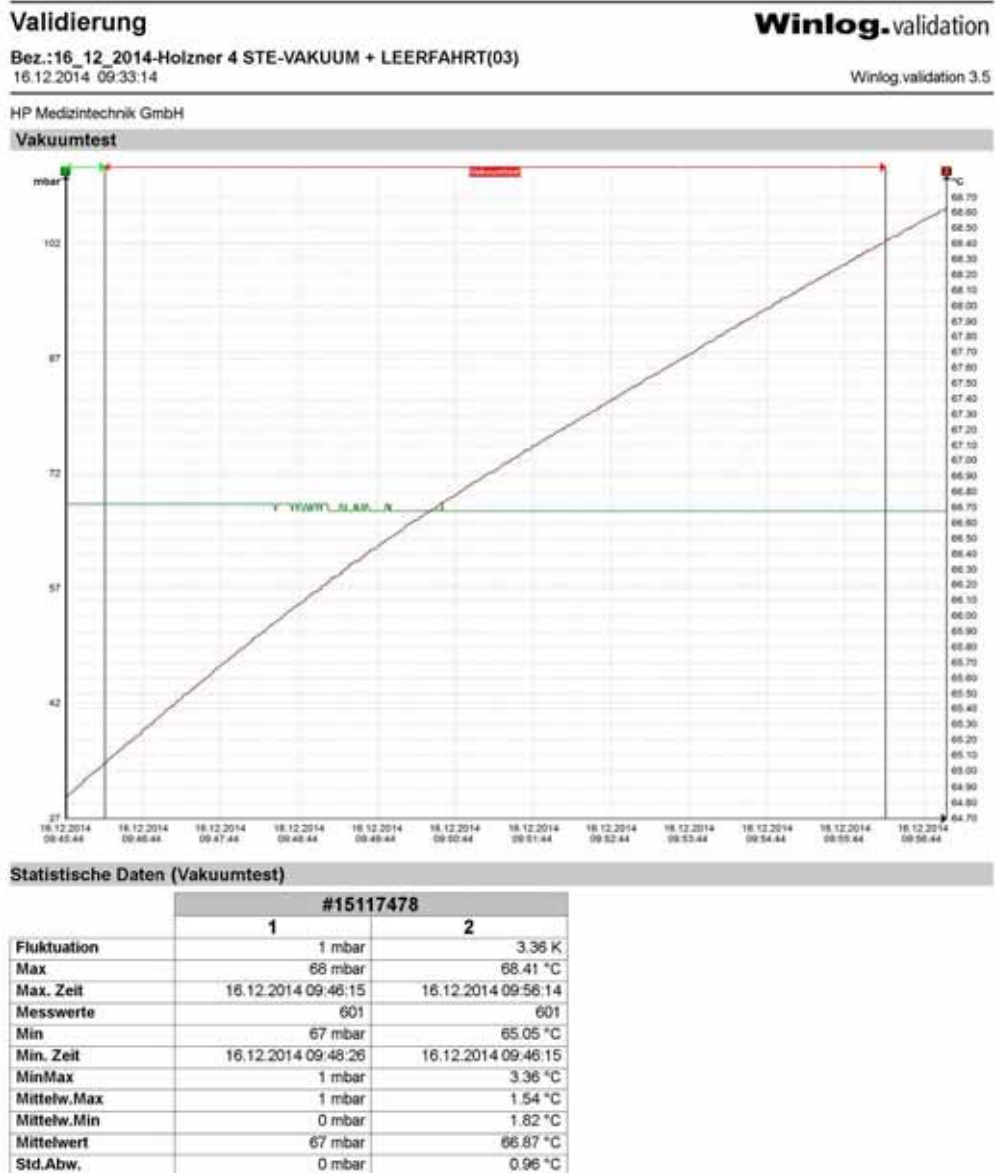 Validierung
Winlog.validation
Bez.:16_12_2014-Holzner 4 STE-VAKUUM + LEERFAHRT(03)
16.12.2014 09:33:14
Winlog.validation 3.5
HP Medizintechnik GmbH
Vakuumtest
mbar
Vakuumtest
°C
68.70
68.60
68.50
102
68.40
68.30
68.20
68.10
68.00
67.90
67.80
87
67.70
67.60
67.50
67.40
67.30
67.20
67.10
67.00
72
66.90
66.80
66.70
66.60
66.50
66.40
66.30
57
66.20
66.10
66.00
65.90
65.80
65.70
65.60
65.50
42
65.40
65.30
65.20
65.10
65.00
64.90
64.80
27
64.70
16.12.2014 16.12.2014 16.12.2014 16.12.2014 16.12.2014 16.12.2014 16.12.2014 16.12.2014 16.12.2014 16.12.2014 16.12.2014 16.12.2014
09:45:44 09:46:44 09:47:44 09:48:44 09:49:44 09:50:44 09:51:44 09:52:44 09:53:44 09:54:44 09:55:44 09:56:44
Statistische Daten (Vakuumtest)
#15117478
1 2
Fluktuation 1 mbar 3.36 K
Max 68 mbar 68.41 °C
Max. Zeit 16.12.2014 09:46:15 16.12.2014 09:56:14
Messwerte 601 601
Min 67 mbar 65.05 °C
Min. Zeit 16.12.2014 09:48:26 16.12.2014 09:46:15
MinMax 1 mbar 3.36 °C
Mittelw.Max 1 mbar 1.54 °C
Mittelw.Min 0 mbar 1.82 °C
Mittelwert 67 mbar 66.87 °C
Std.Abw. 0 mbar 0.96 °C